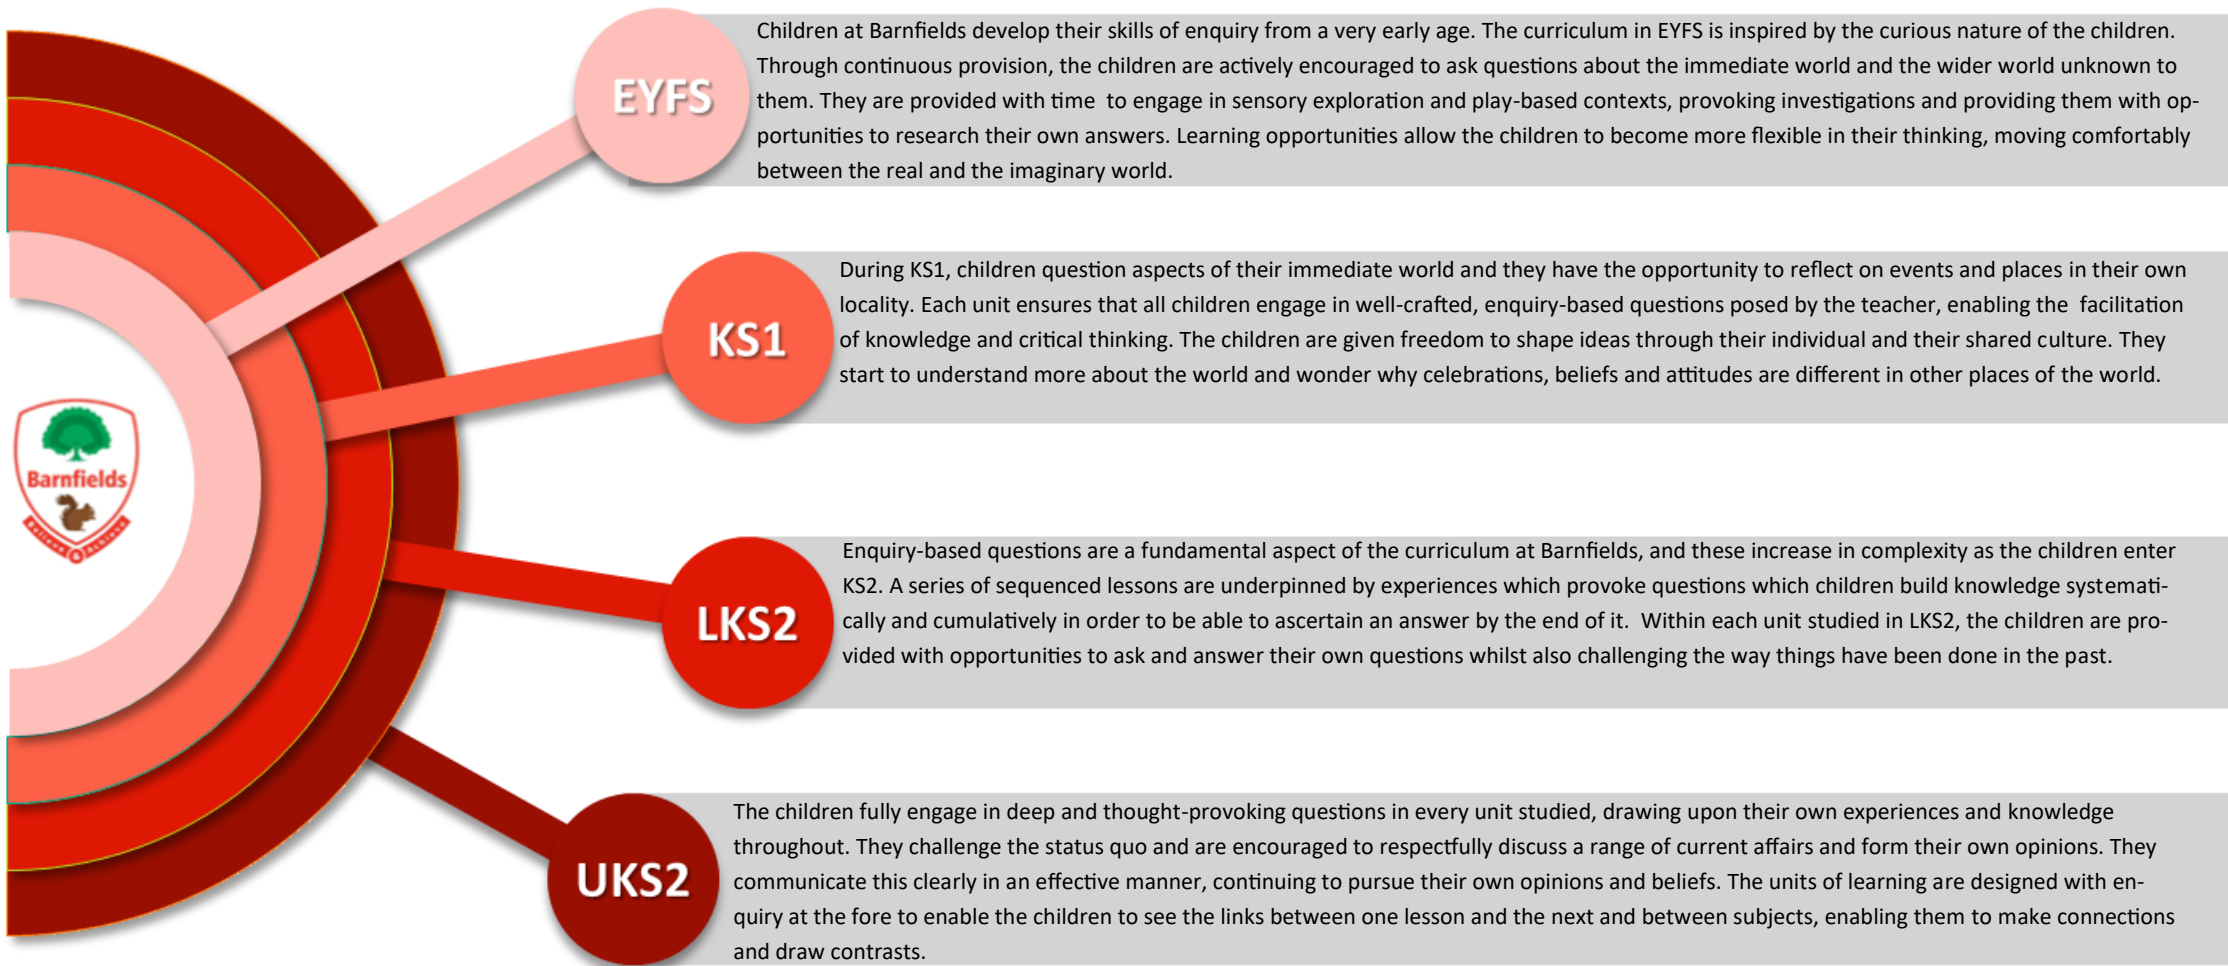 EYFS
Children at Barnfields develop their skills of enquiry from a very early age. The curriculum in EYFS is inspired by the curious nature of the children.
Through continuous provision, the children are actively encouraged to ask questions about the immediate world and the wider world unknown to
them. They are provided with time  to engage in sensory exploration and play-based contexts, provoking investigations and providing them with op-
portunities to research their own answers. Learning opportunities allow the children to become more flexible in their thinking, moving comfortably
between the real and the imaginary world.
KS1
During KS1, children question aspects of their immediate world and they have the opportunity to reflect on events and places in their own
locality. Each unit ensures that all children engage in well-crafted, enquiry-based questions posed by the teacher, enabling the  facilitation
of knowledge and critical thinking. The children are given freedom to shape ideas through their individual and their shared culture. They
start to understand more about the world and wonder why celebrations, beliefs and attitudes are different in other places of the world.
Barnfields
Believe & Achieve
LKS2
Enquiry-based questions are a fundamental aspect of the curriculum at Barnfields, and these increase in complexity as the children enter
KS2. A series of sequenced lessons are underpinned by experiences which provoke questions which children build knowledge systemati-
cally and cumulatively in order to be able to ascertain an answer by the end of it.  Within each unit studied in LKS2, the children are pro-
vided with opportunities to ask and answer their own questions whilst also challenging the way things have been done in the past.
UKS2
The children fully engage in deep and thought-provoking questions in every unit studied, drawing upon their own experiences and knowledge
throughout. They challenge the status quo and are encouraged to respectfully discuss a range of current affairs and form their own opinions. They
communicate this clearly in an effective manner, continuing to pursue their own opinions and beliefs. The units of learning are designed with en-
quiry at the fore to enable the children to see the links between one lesson and the next and between subjects, enabling them to make connections
and draw contrasts.